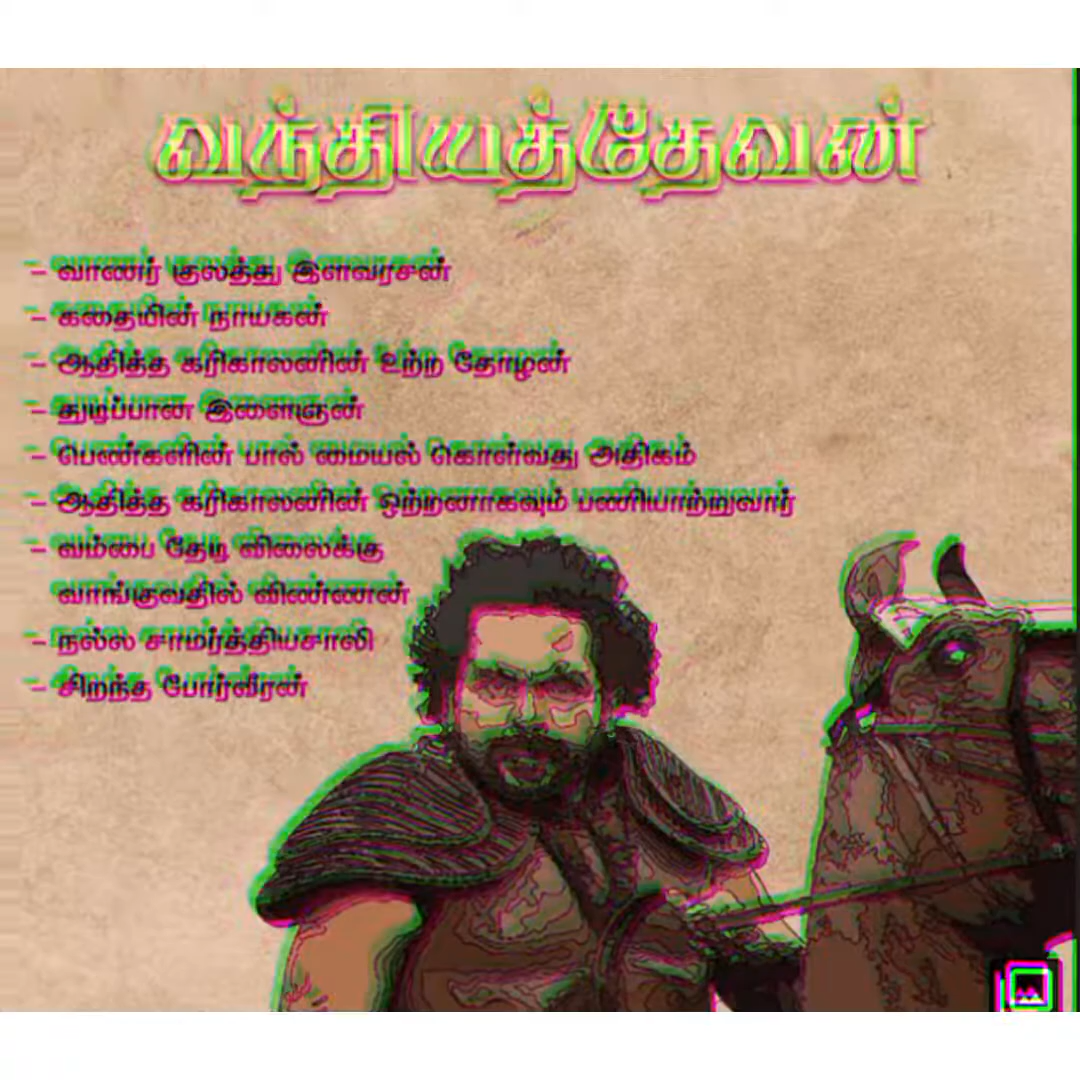 வந்தியத்தேவன்
- வாணர் குலத்து இளவரசன்
- கதையின் நாயகன்
- ஆதித்த கரிகாலனின் உற்ற தோழன்
- துடிப்பான இளைஞன்
- பெண்களின் பால் மையல் கொள்வது அதிகம்
- ஆதித்த கரிகாலனின் ஒற்றனாகவும் பணியாற்றுவார்
- வம்பை தேடி விலைக்கு
வாங்குவதில் விண்ணன்
- நல்ல சாமர்த்தியசாலி
- சிறந்த போர்வீரன்